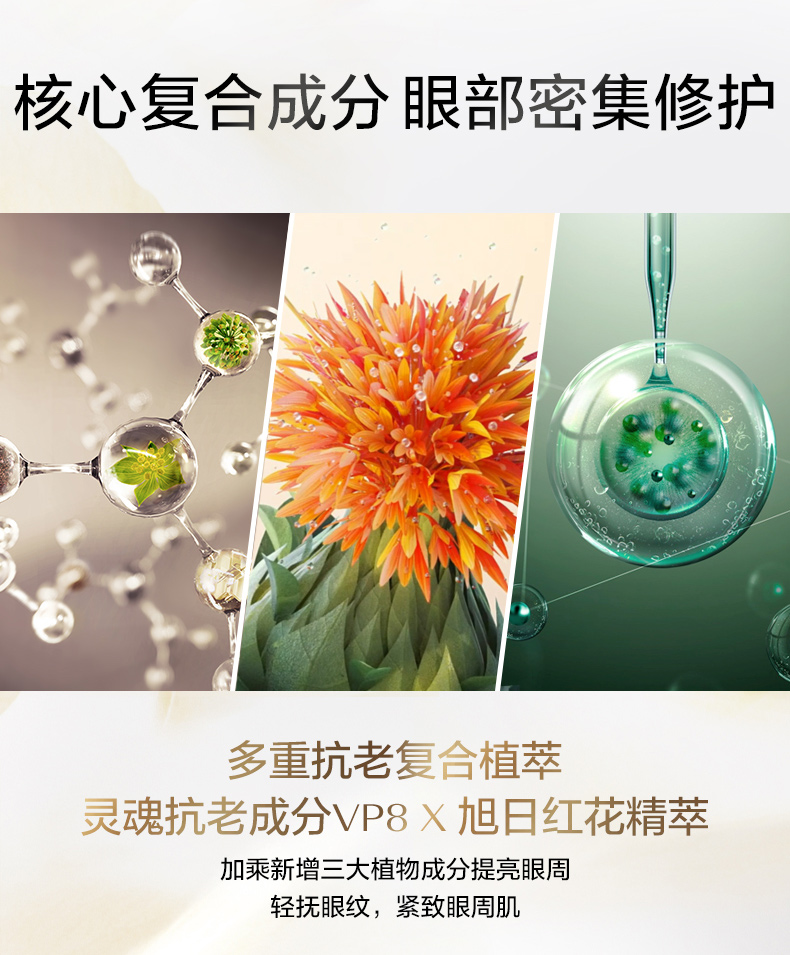 核心复合成分 眼部密集修护
多重抗老复合植萃
灵魂抗老成分VP8 X 旭日红花精萃
加乘新增三大植物成分提亮眼周
轻抚眼纹，紧致眼周肌